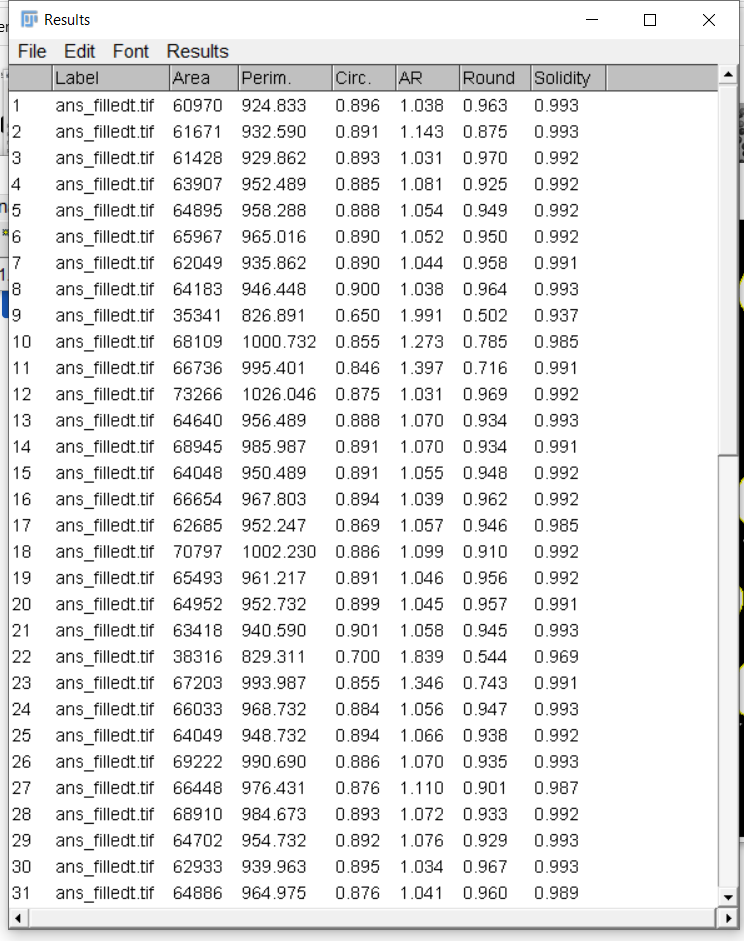 Results
File Edit Font Results
Label Area Perim. Circ. AR Round Solidity
1 ans_filledt.tif 60970 924.833 0.896 1.038 0.963 0.993
2 ans_filledt.tif 61671 932.590 0.891 1.143 0.875 0.993
3 ans_filledt.tif 61428 929.862 0.893 1.031 0.970 0.992
4 ans_filledt.tif 63907 952.489 0.885 1.081 0.925 0.992
5 ans_filledt.tif 64895 958.288 0.888 1.054 0.949 0.992
6 ans_filledt.tif 65967 965.016 0.890 1.052 0.950 0.992
7 ans_filledt.tif 62049 935.862 0.890 1.044 0.958 0.991
8 ans_filledt.tif 64183 946.448 0.900 1.038 0.964 0.993
9 ans_filledt.tif 35341 826.891 0.650 1.991 0.502 0.937
10 ans_filledt.tif 68109 1000.732 0.855 1.273 0.785 0.985
11 ans_filledt.tif 66736 995.401 0.846 1.397 0.716 0.991
12 ans_filledt.tif 73266 1026.046 0.875 1.031 0.969 0.992
13 ans_filledt.tif 64640 956.489 0.888 1.070 0.934 0.993
14 ans_filledt.tif 68945 985.987 0.891 1.070 0.934 0.991
15 ans_filledt.tif 64048 950.489 0.891 1.055 0.948 0.992
16 ans_filledt.tif 66654 967.803 0.894 1.039 0.962 0.992
17 ans_filledt.tif 62685 952.247 0.869 1.057 0.946 0.985
18 ans_filledt.tif 70797 1002.230 0.886 1.099 0.910 0.992
19 ans_filledt.tif 65493 961.217 0.891 1.046 0.956 0.992
20 ans_filledt.tif 64952 952.732 0.899 1.045 0.957 0.991
21 ans_filledt.tif 63418 940.590 0.901 1.058 0.945 0.993
22 ans_filledt.tif 38316 829.311 0.700 1.839 0.544 0.969
23 ans_filledt.tif 67203 993.987 0.855 1.346 0.743 0.991
24 ans_filledt.tif 66033 968.732 0.884 1.056 0.947 0.993
25 ans_filledt.tif 64049 948.732 0.894 1.066 0.938 0.992
26 ans_filledt.tif 69222 990.690 0.886 1.070 0.935 0.993
27 ans_filledt.tif 66448 976.431 0.876 1.110 0.901 0.987
28 ans_filledt.tif 68910 984.673 0.893 1.072 0.933 0.992
29 ans_filledt.tif 64702 954.732 0.892 1.076 0.929 0.993
30 ans_filledt.tif 62933 939.963 0.895 1.034 0.967 0.993
31 ans_filledt.tif 64886 964.975 0.876 1.041 0.960 0.989